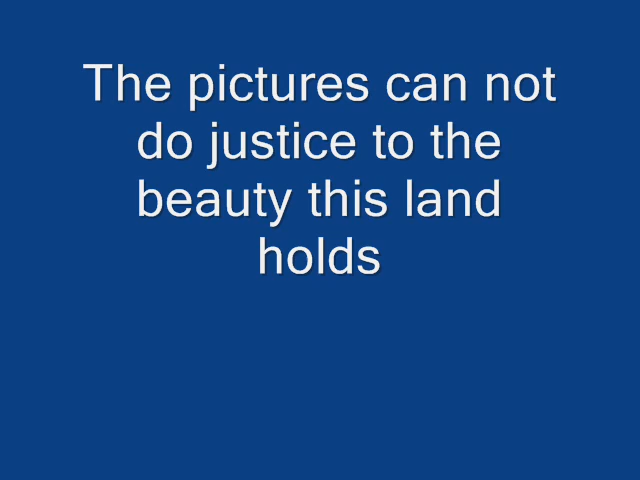 The pictures can not
do justice to the
beauty this land
holds